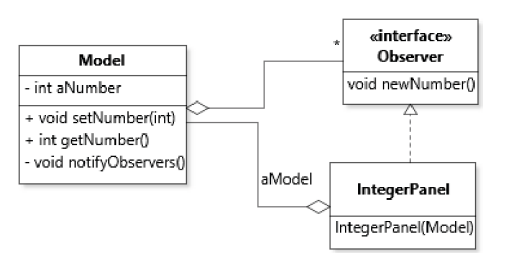 Model
- int aNumber
+ void setNumber(int)
+ int getNumber()
- void notifyObservers()
*
«interface»
Observer
void newNumber()
aModel
IntegerPanel
IntegerPanel(Model)